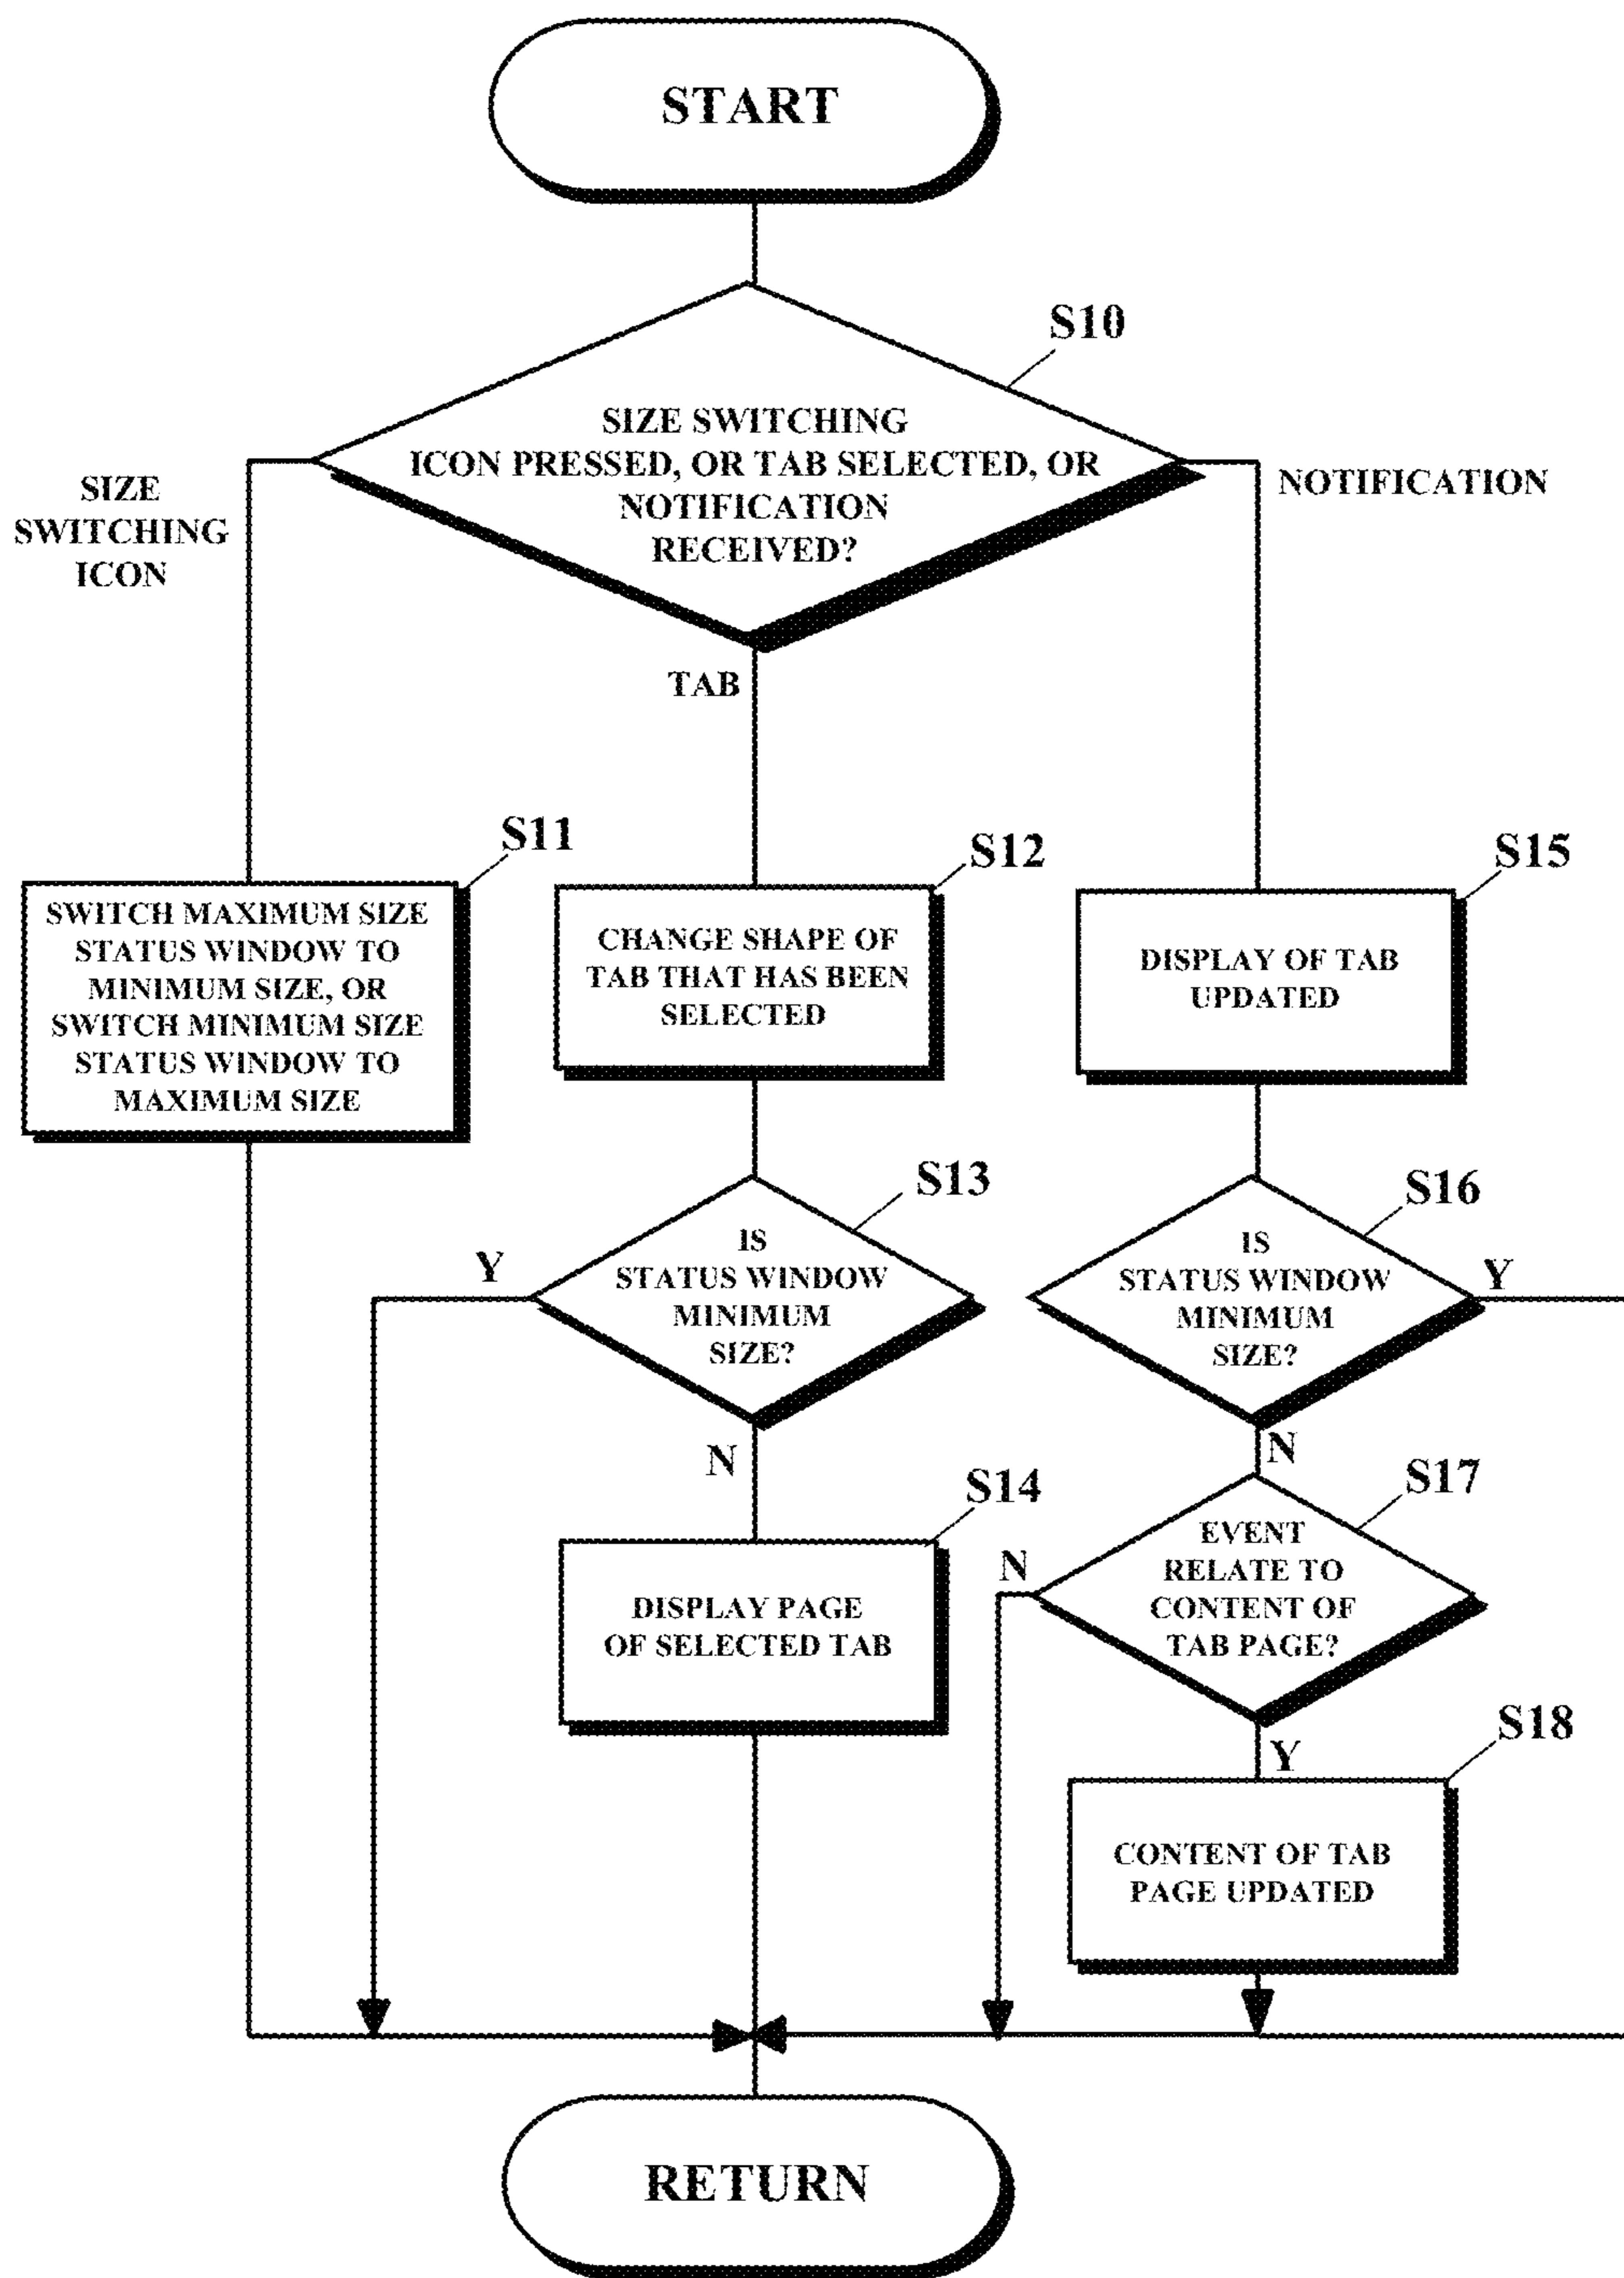 START
S10
SIZE SWITCHING
ICON PRESSED, OR TAB SELECTED, OR
NOTIFICATION
RECEIVED?
SIZE
SWITCHING
ICON
NOTIFICATION
TAB
S11
SWITCH MAXIMUM SIZE
STATUS WINDOW TO
MINIMUM SIZE, OR
SWITCH MINIMUM SIZE
STATUS WINDOW TO
MAXIMUM SIZE
S12
CHANGE SHAPE OF
TAB THAT HAS BEEN
SELECTED
S15
DISPLAY OF TAB
UPDATED
S13
IS
STATUS WINDOW
MINIMUM
SIZE?
Y
N
S16
IS
STATUS WINDOW
MINIMUM
SIZE?
Y
N
S14
DISPLAY PAGE
OF SELECTED TAB
S17
EVENT
RELATE TO
CONTENT OF
TAB PAGE?
N
Y
S18
CONTENT OF TAB
PAGE UPDATED
RETURN